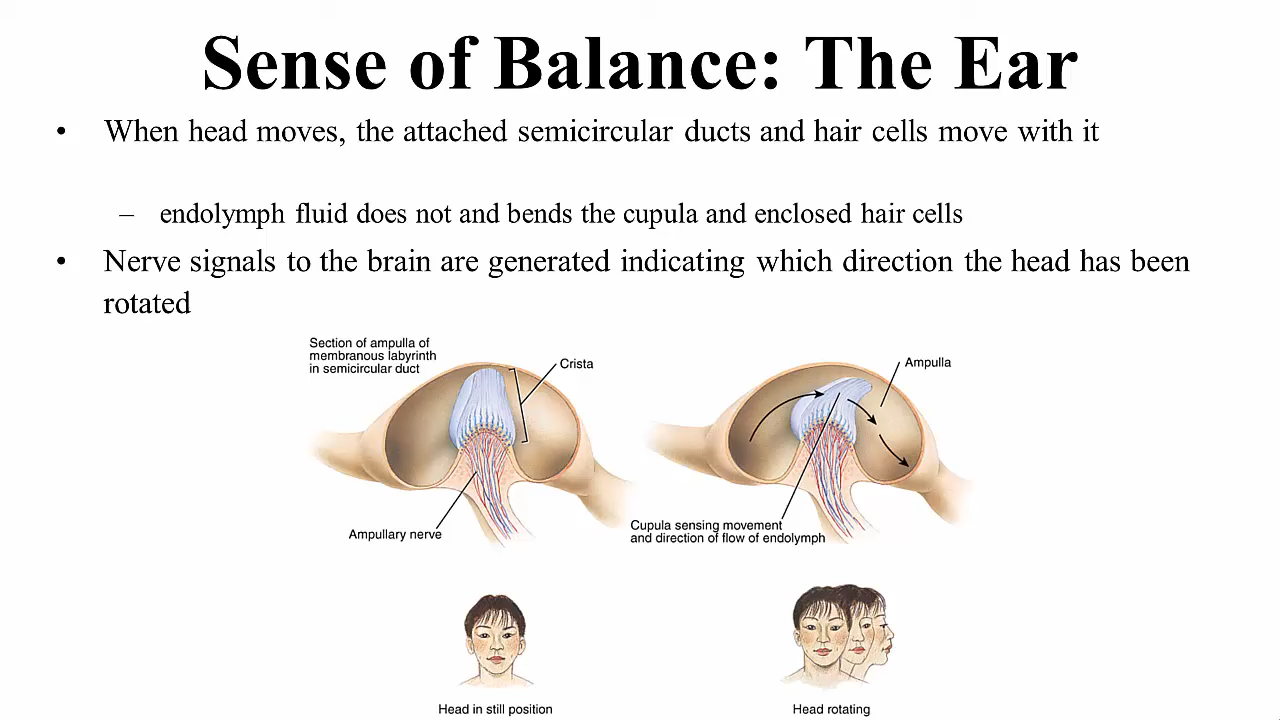 Sense of Balance: The Ear
• When head moves, the attached semicircular ducts and hair cells move with it
– endolymph fluid does not and bends the cupula and enclosed hair cells
• Nerve signals to the brain are generated indicating which direction the head has been
rotated
Section of ampulla of
membranous labyrinth
in semicircular duct
Crista
Ampullary nerve
Ampulla
Cupula sensing movement
and direction of flow of endolymph
Head in still position
Head rotating